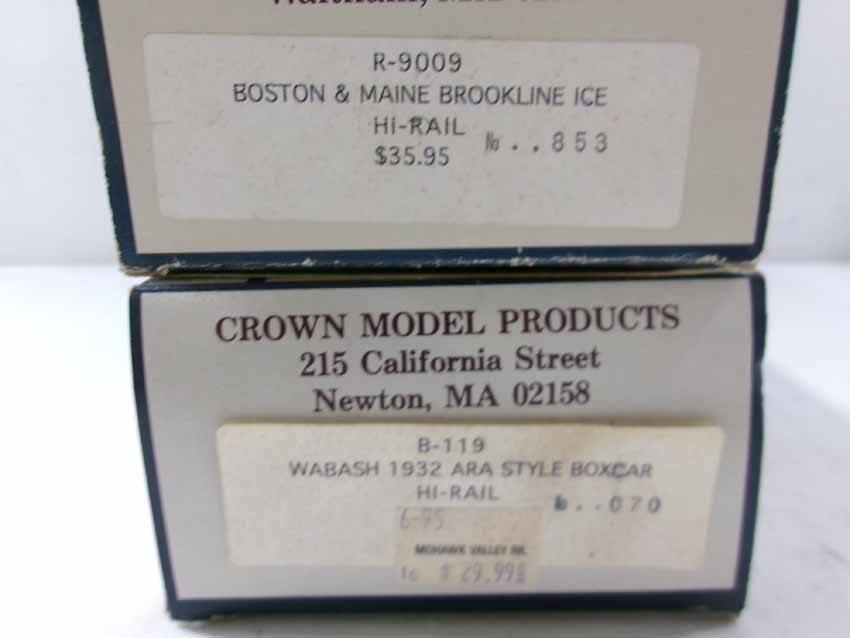 R-9009
BOSTON & MAINE BROOKLINE ICE
HI-RAIL
№..853
$35.95
CROWN MODEL PRODUCTS
215 California Street
Newton, MA 02158
B-119
WABASH 1932 ARA STYLE BOXCAR
HI-RAIL
№..070
6-95
MOHAWK VALLEY RR.
$29.99